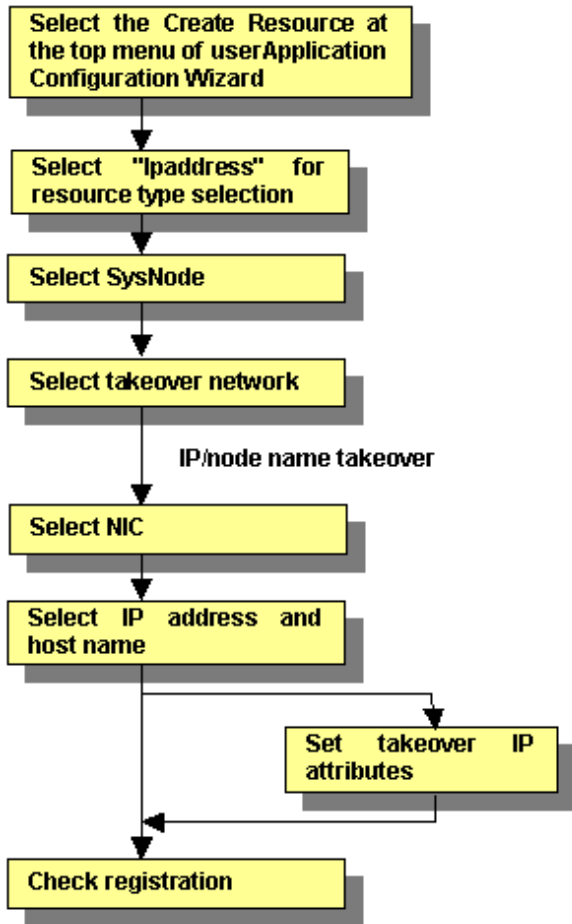 Select the Create Resource at
the top menu of userApplication
Configuration Wizard
Select "Ipaddress" for
resource type selection
Select SysNode
Select takeover network
IP/node name takeover
Select NIC
Select IP address and
host name
Set takeover IP
attributes
Check registration